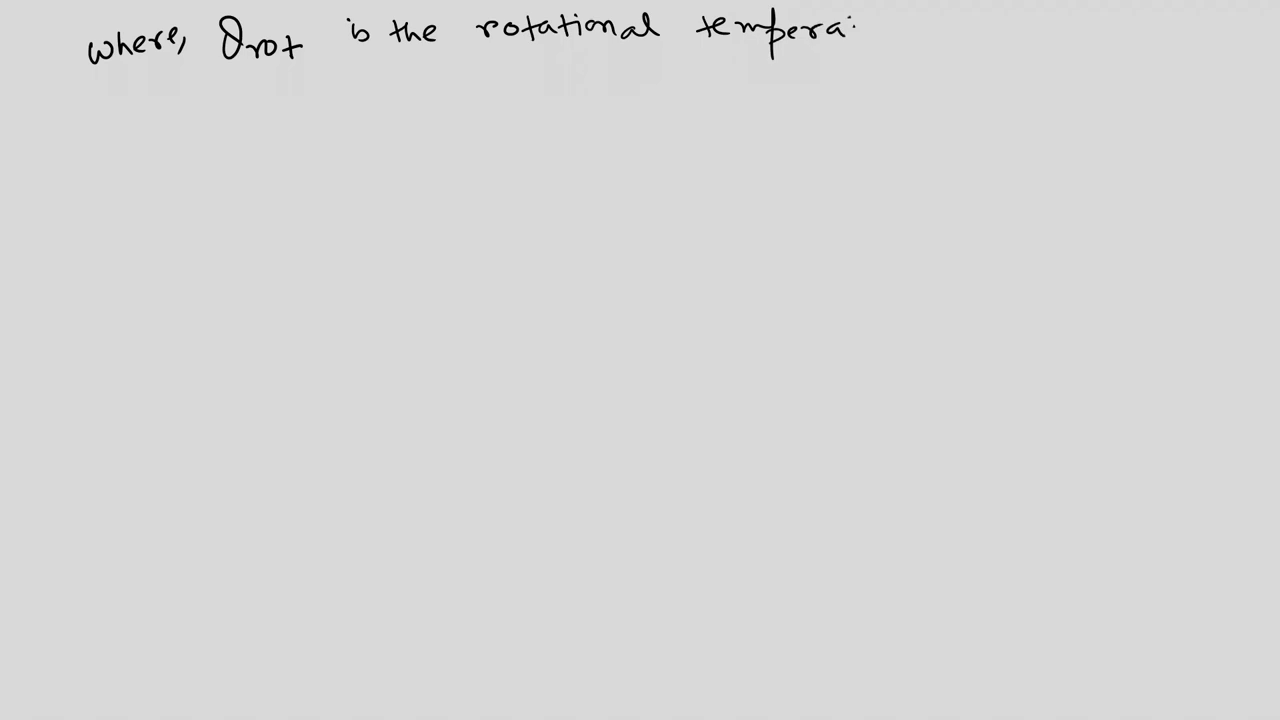 where, θrot is the rotational tempera